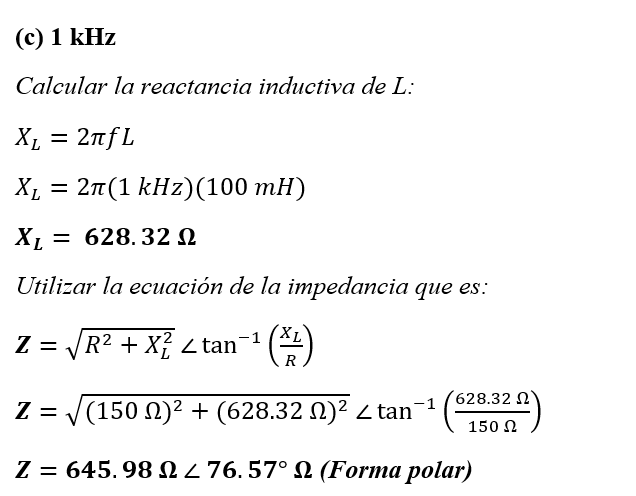 (c) 1 kHz
Calcular la reactancia inductiva de L:
X_L = 2πfL
X_L = 2π(1 kHz)(100 mH)
X_L = 628.32 Ω
Utilizar la ecuación de la impedancia que es:
Z = √(R² + X_L²) ∠ tan⁻¹ (X_L / R)
Z = √((150 Ω)² + (628.32 Ω)²) ∠ tan⁻¹ (628.32 Ω / 150 Ω)
Z = 645.98 Ω ∠ 76.57° Ω (Forma polar)